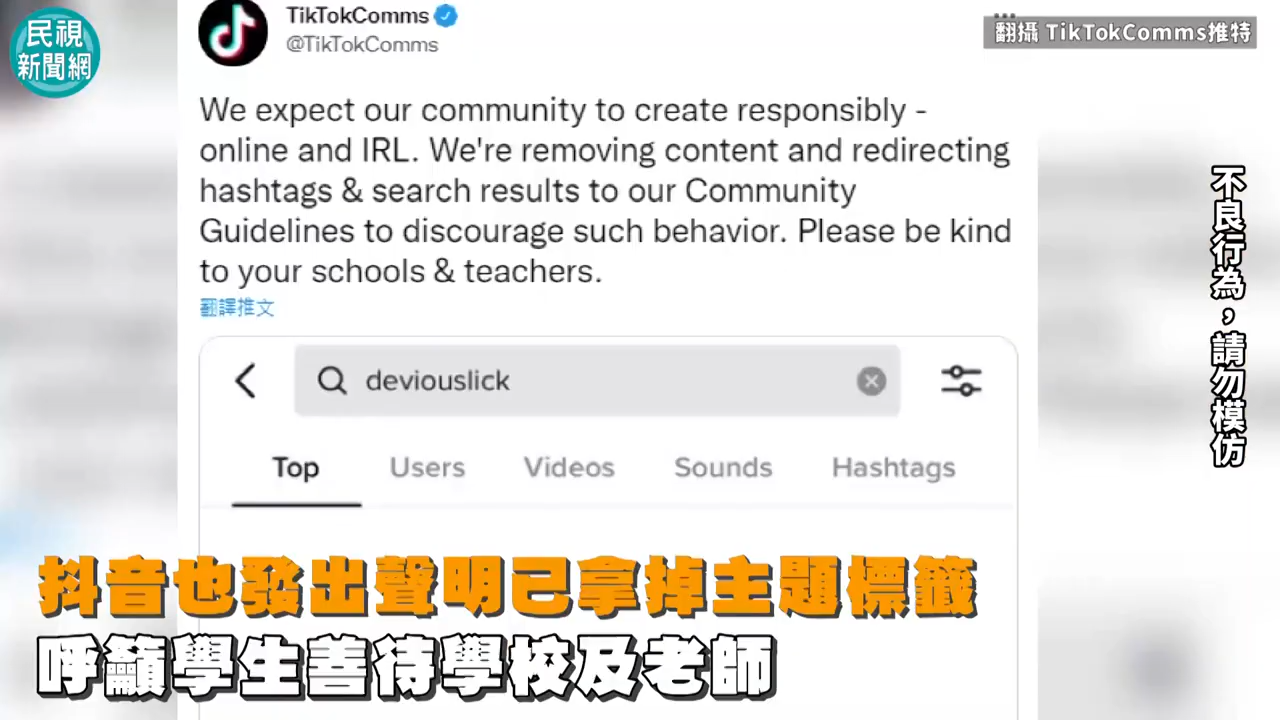 民視
新聞網
TikTokComms
@TikTokComms
翻攝 TikTokComms推特
We expect our community to create responsibly -
online and IRL. We're removing content and redirecting
hashtags & search results to our Community
Guidelines to discourage such behavior. Please be kind
to your schools & teachers.
翻譯推文
不良行為，請勿模仿
deviouslick
Top Users Videos Sounds Hashtags
抖音也發出聲明已拿掉主題標籤
呼籲學生善待學校及老師